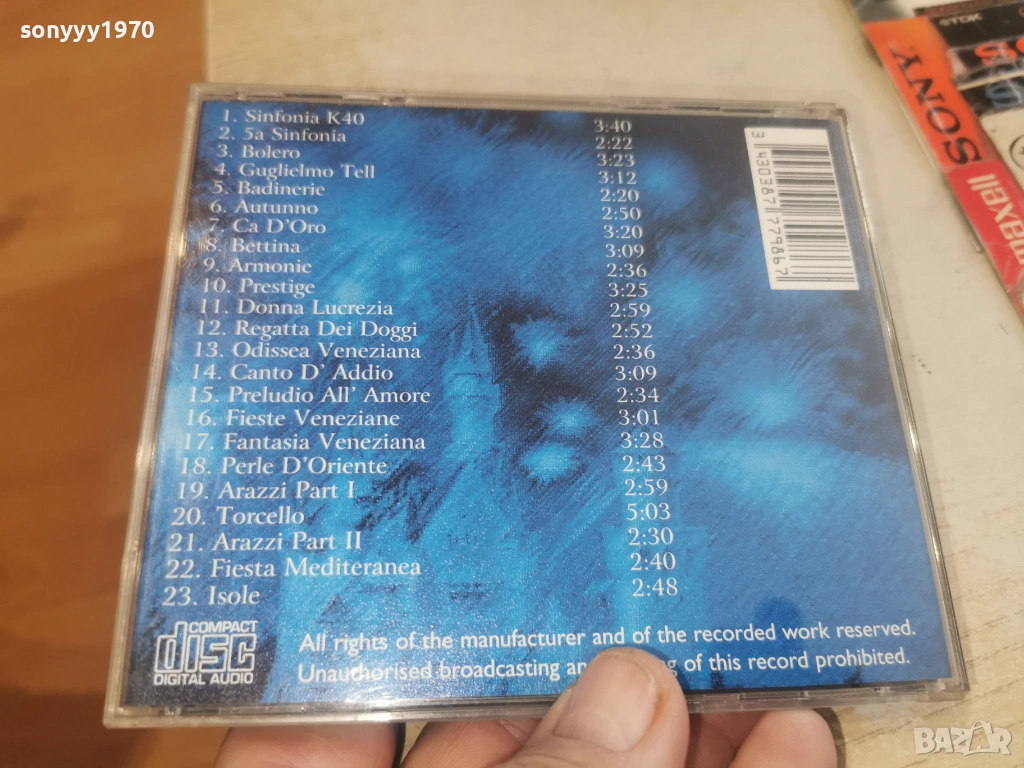 sonyyy1970
TDK
SONY
maxell
1. Sinfonia K40 3:40
2. 5a Sinfonia 2:22
3. Bolero 3:23
4. Guglielmo Tell 3:12
5. Badinerie 2:20
6. Autunno 2:50
7. Ca D'Oro 3:20
8. Bettina 3:09
9. Armonie 2:36
10. Prestige 3:25
11. Donna Lucrezia 2:59
12. Regatta Dei Doggi 2:52
13. Odissea Veneziana 2:36
14. Canto D' Addio 3:09
15. Preludio All' Amore 2:34
16. Fieste Veneziane 3:01
17. Fantasia Veneziana 3:28
18. Perle D'Oriente 2:43
19. Arazzi Part I 2:59
20. Torcello 5:03
21. Arazzi Part II 2:30
22. Fiesta Mediteranea 2:40
23. Isole 2:48
3 430387 779867
COMPACT
disc
DIGITAL AUDIO
All rights of the manufacturer and of the recorded work reserved.
Unauthorised broadcasting of this record prohibited.
BAZAR